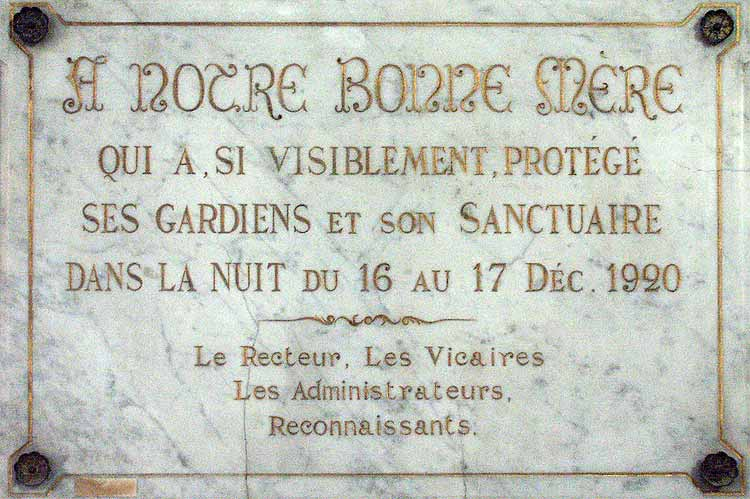 A NOTRE BONNE MÈRE
QUI A, SI VISIBLEMENT, PROTÉGÉ
SES GARDIENS ET SON SANCTUAIRE
DANS LA NUIT DU 16 AU 17 DÉC. 1920
Le Recteur, Les Vicaires
Les Administrateurs,
Reconnaissants.